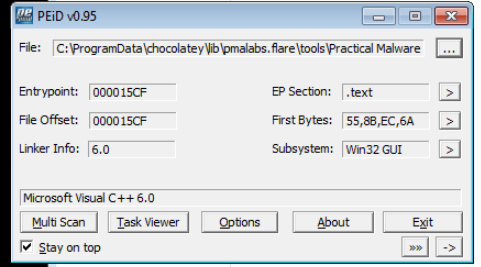 PEiD v0.95
File: C:\ProgramData\chocolatey\lib\pmalabs.flare\tools\Practical Malware ...
Entrypoint: 000015CF EP Section: .text >
File Offset: 000015CF First Bytes: 55,8B,EC,6A >
Linker Info: 6.0 Subsystem: Win32 GUI >
Microsoft Visual C++ 6.0
Multi Scan Task Viewer Options About Exit
Stay on top »» ->